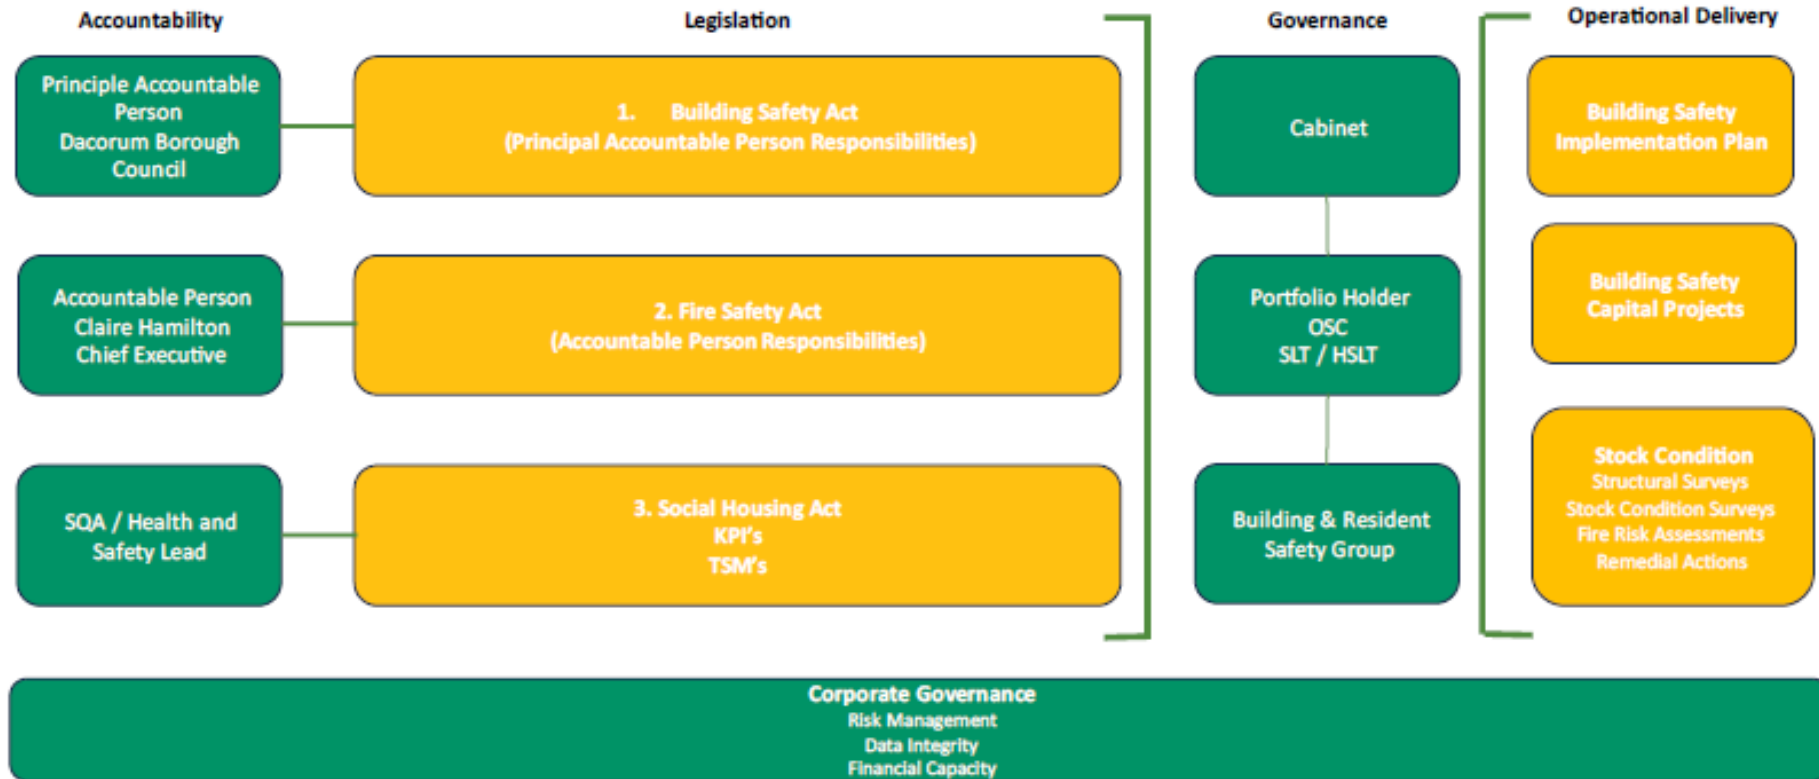 Accountability
Legislation
Governance
Operational Delivery
Principle Accountable
Person
Dacorum Borough
Council
1. Building Safety Act
(Principal Accountable Person Responsibilities)
Cabinet
Building Safety
Implementation Plan
Accountable Person
Claire Hamilton
Chief Executive
2. Fire Safety Act
(Accountable Person Responsibilities)
Portfolio Holder
OSC
SLT / HSLT
Building Safety
Capital Projects
SQA / Health and
Safety Lead
3. Social Housing Act
KPI's
TSM's
Building & Resident
Safety Group
Stock Condition
Structural Surveys
Stock Condition Surveys
Fire Risk Assessments
Remedial Actions
Corporate Governance
Risk Management
Data Integrity
Financial Capacity